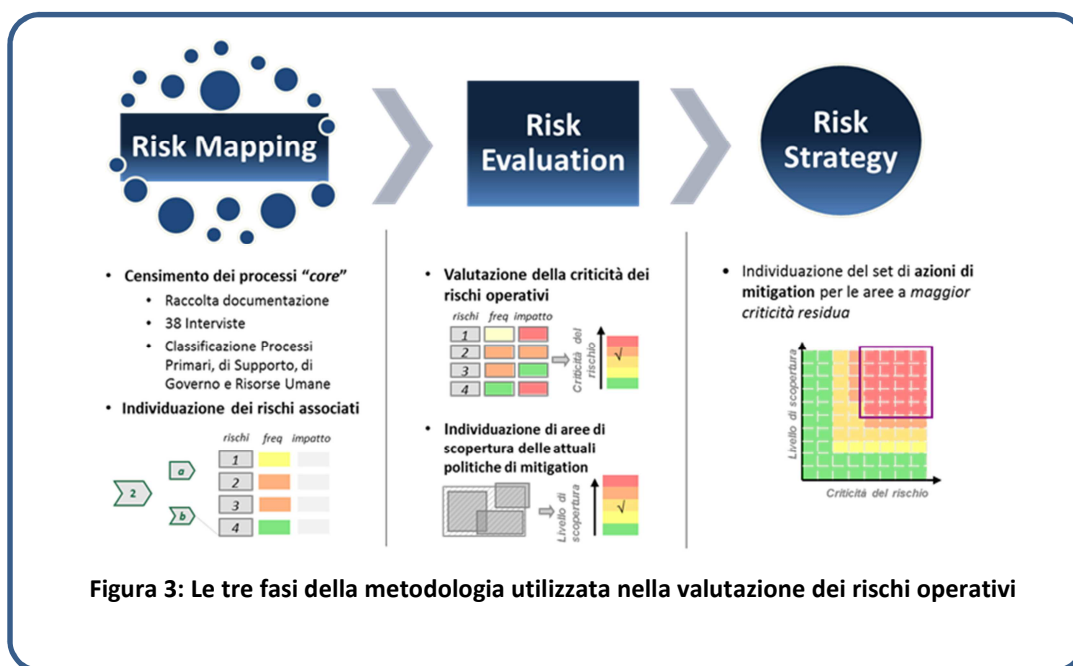 Risk Mapping
Risk
Evaluation
Risk
Strategy
• Censimento dei processi “core”
• Raccolta documentazione
• 38 Interviste
• Classificazione Processi
Primari, di Supporto, di
Governo e Risorse Umane
• Individuazione dei rischi associati
rischi freq impatto
1
2
3
4
2
a
b
• Valutazione della criticità dei
rischi operativi
rischi freq impatto
1
2
3
4
Criticità del
rischio
√
• Individuazione di aree di
scopertura delle attuali
politiche di mitigation
Livello di
scopertura
√
• Individuazione del set di azioni di
mitigation per le aree a maggior
criticità residua
Livello di scopertura
Criticità del rischio
Figura 3: Le tre fasi della metodologia utilizzata nella valutazione dei rischi operativi